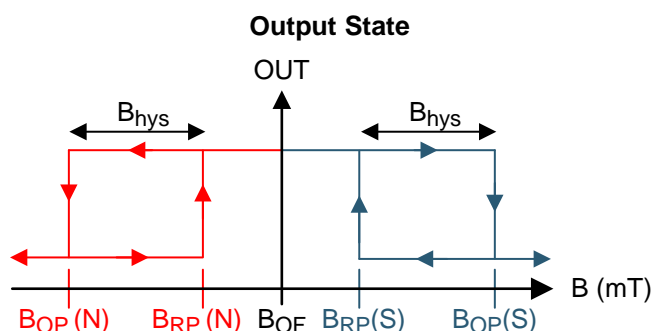 Output State
OUT
Bhys Bhys
B (mT)
BOP(N) BRP(N) BOF BRP(S) BOP(S)